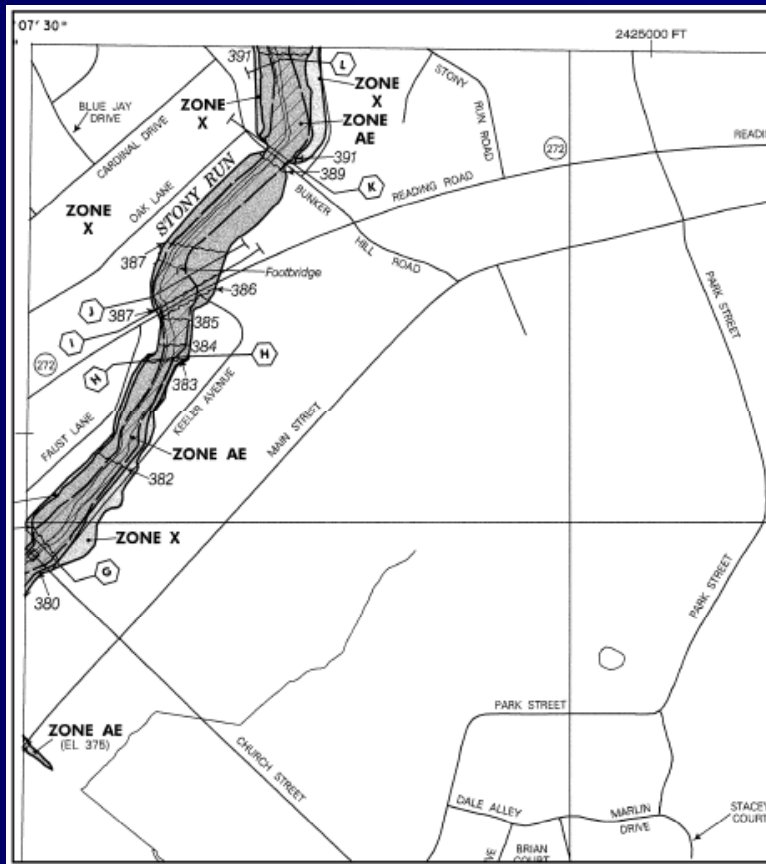 07' 30"
2425000 FT
391
L
STONY
RUN ROAD
ZONE
X
BLUE JAY
DRIVE
ZONE
X
ZONE
AE
CARDINAL DRIVE
391
389
272
READING ROAD
K
OAK LANE
STONY RUN
BUNKER
HILL ROAD
ZONE
X
387
Footbridge
386
J
387
385
I
384
H
H
383
272
PARK STREET
KEELER AVENUE
MAIN STREET
FAUST LANE
ZONE AE
382
ZONE X
G
380
PARK STREET
PARK STREET
ZONE AE
(EL 375)
CHURCH STREET
DALE ALLEY
MARLIN
DRIVE
STACEY
COURT
BRIAN
COURT